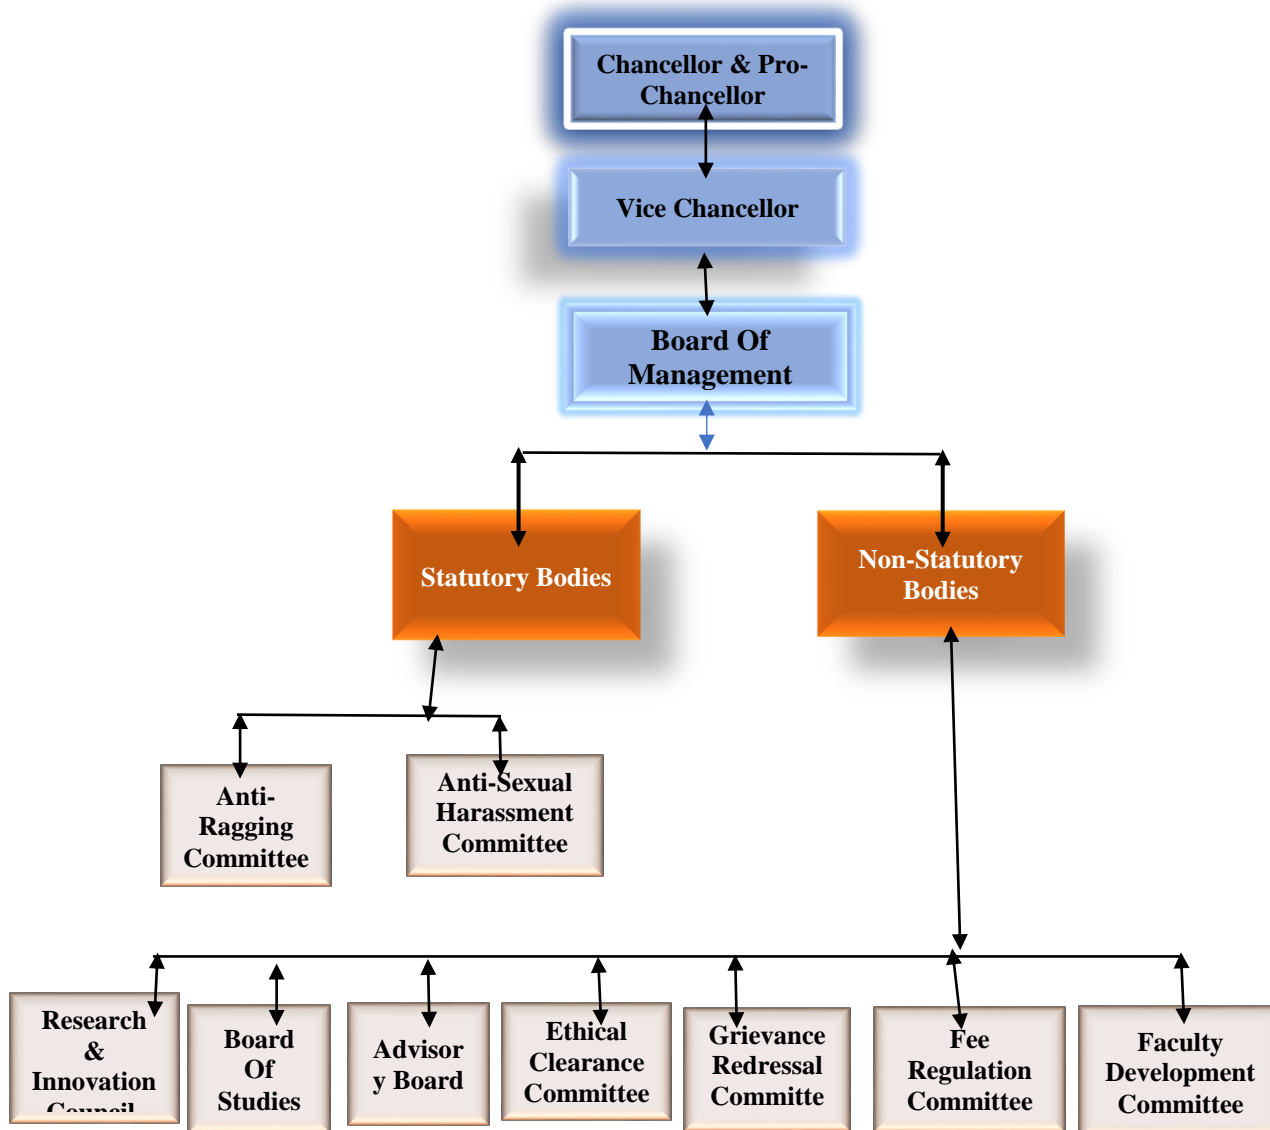 Chancellor & Pro-
Chancellor
Vice Chancellor
Board Of
Management
Statutory Bodies
Non-Statutory
Bodies
Anti-
Ragging
Committee
Anti-Sexual
Harassment
Committee
Research
&
Innovation
Council
Board
Of
Studies
Advisor
y Board
Ethical
Clearance
Committee
Grievance
Redressal
Committe
Fee
Regulation
Committee
Faculty
Development
Committee